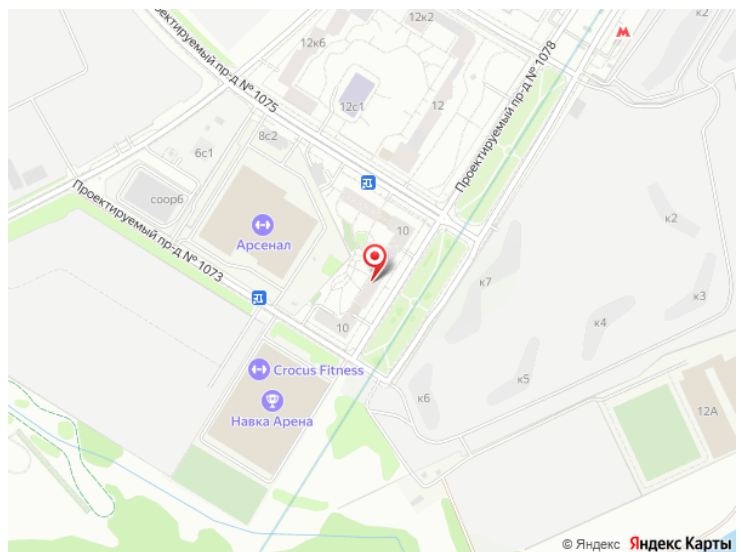 к2
12к2
12к6
Проектируемый пр-д № 1078
12с1
12
Проектируемый пр-д № 1075
8с2
6с1
соор6
Проектируемый пр-д № 1073
к2
10
Арсенал
к7
к3
к4
10
Crocus Fitness
к5
к6
Навка Арена
12А
© Яндекс Яндекс Карты